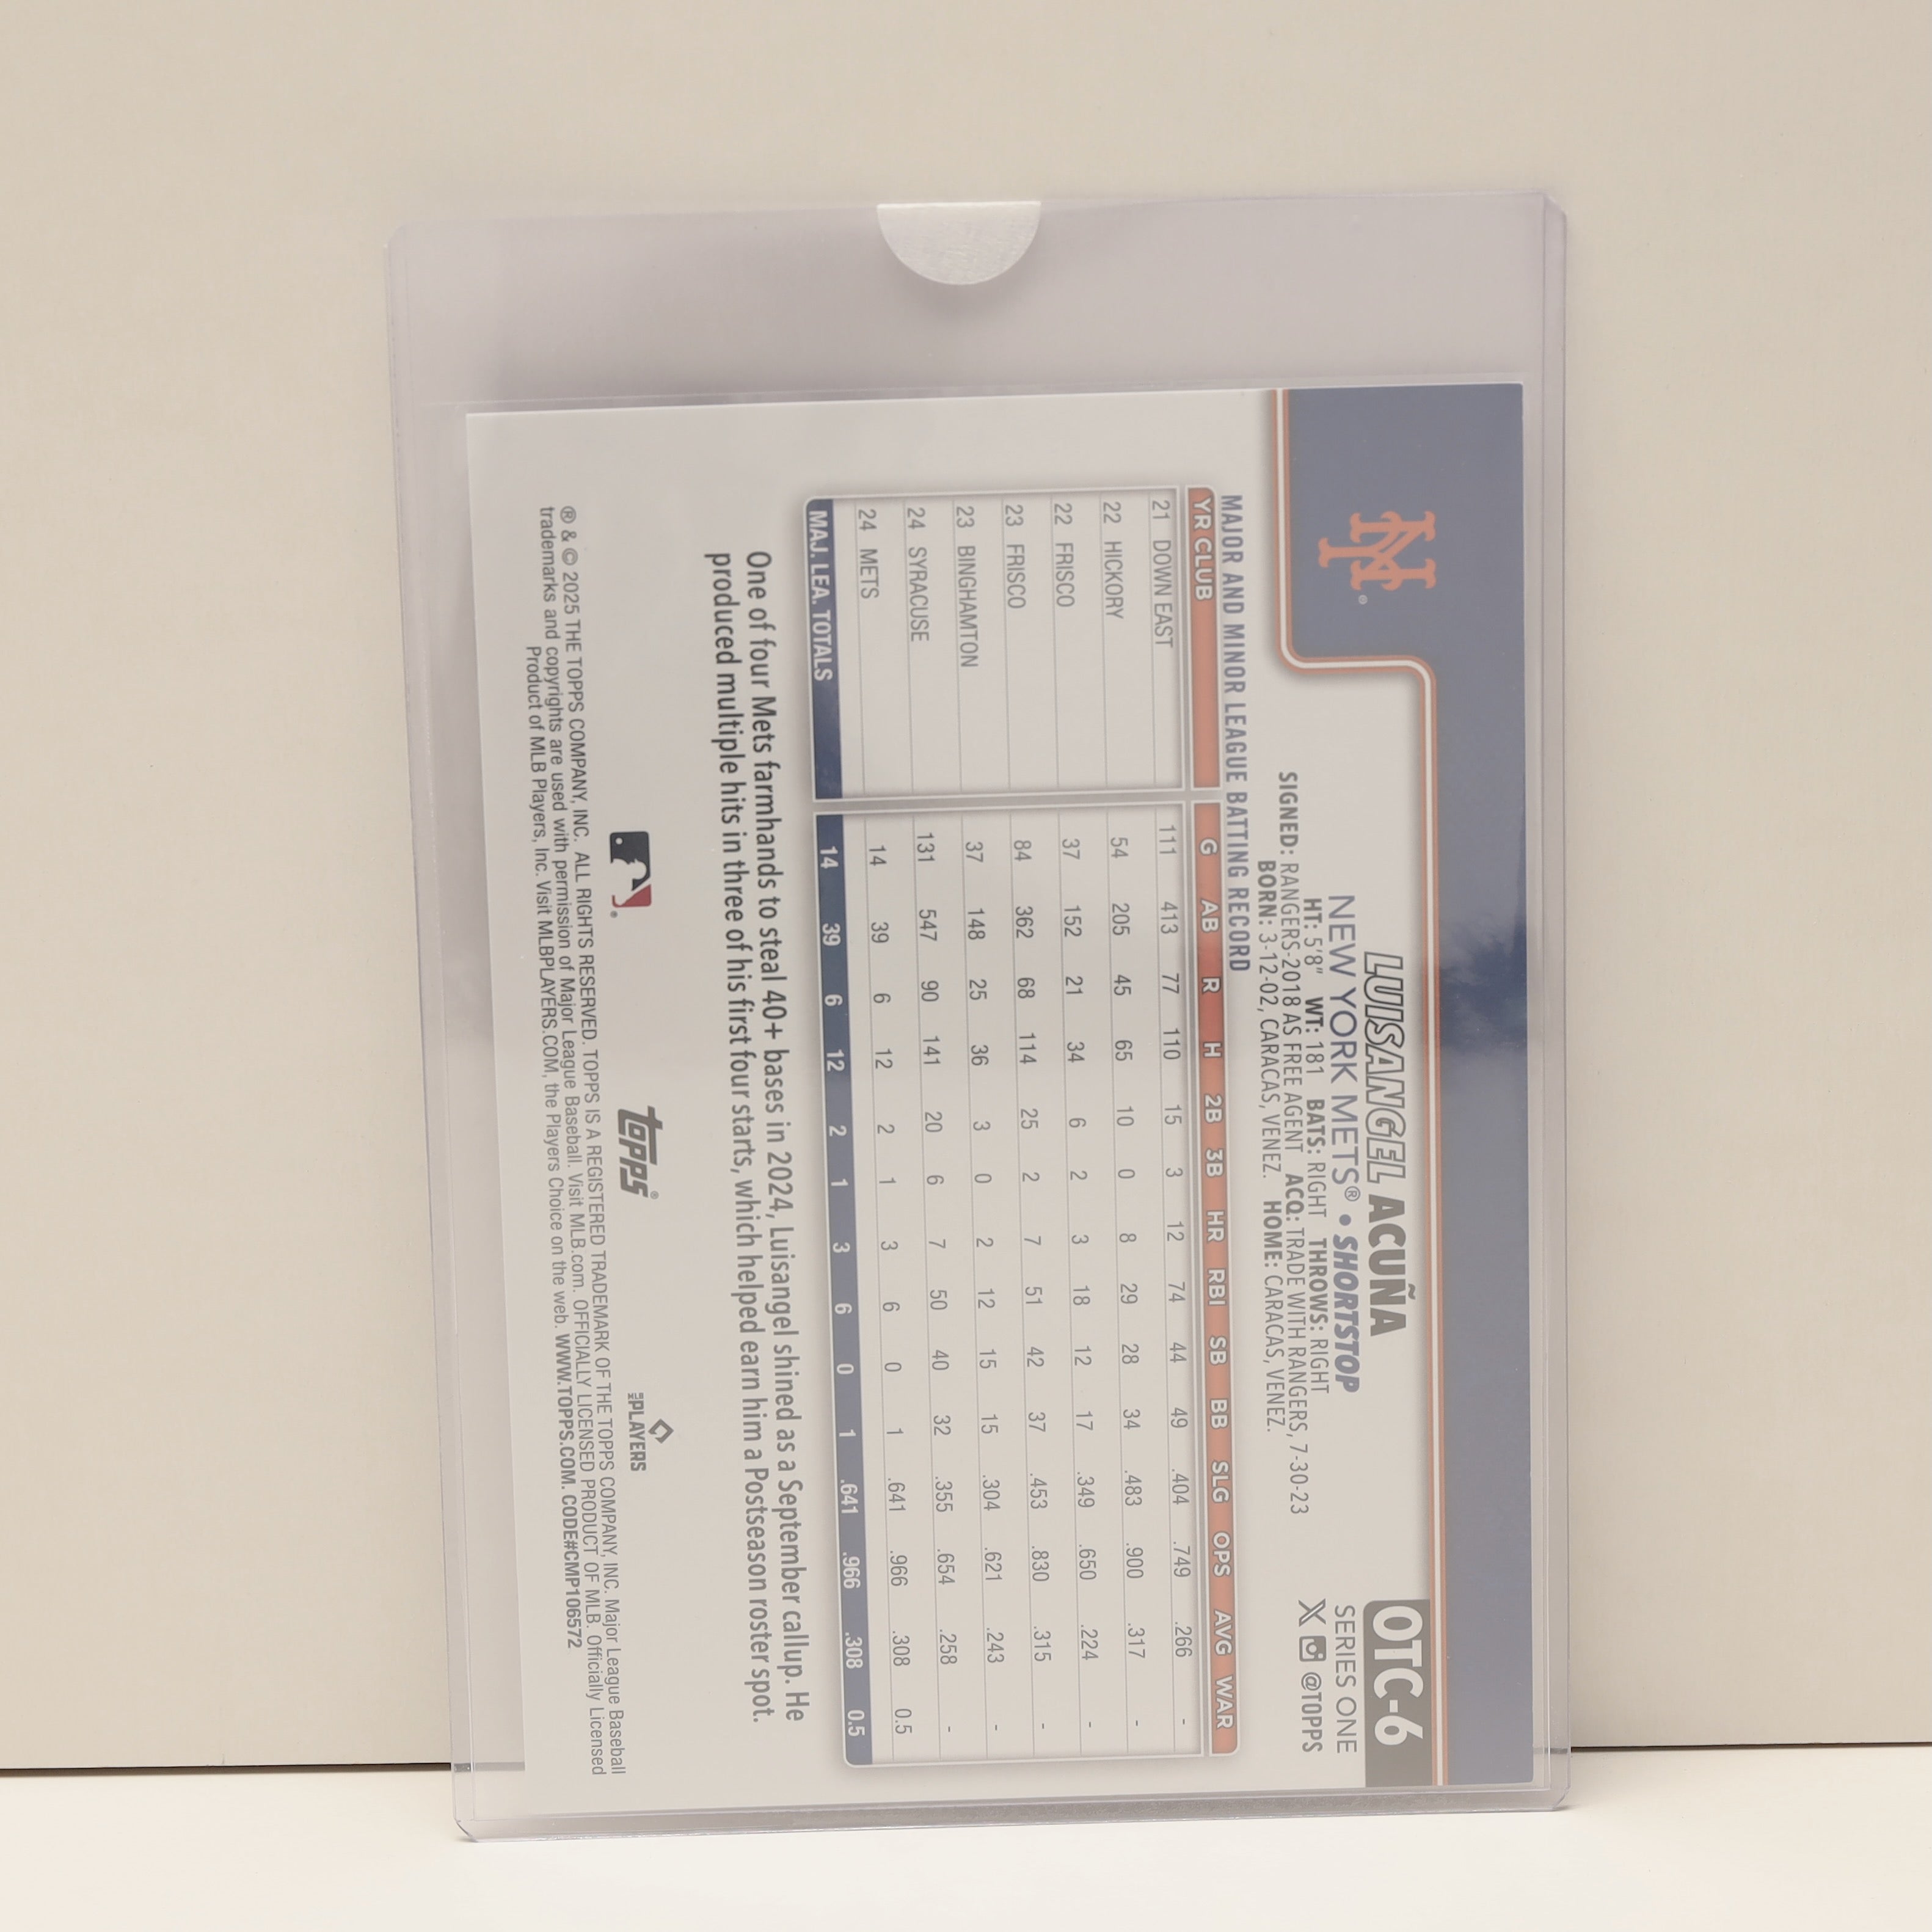 NY®
LUISANGEL ACUÑA
NEW YORK METS® • SHORTSTOP
HT: 5'8" WT: 181 BATS: RIGHT THROWS: RIGHT
SIGNED: RANGERS-2018 AS FREE AGENT ACQ: TRADE WITH RANGERS, 7-30-23
BORN: 3-12-02, CARACAS, VENEZ. HOME: CARACAS, VENEZ.
OTC-6
SERIES ONE
X @TOPPS
MAJOR AND MINOR LEAGUE BATTING RECORD
YR CLUB G AB R H 2B 3B HR RBI SB BB SLG OPS AVG WAR
21 DOWN EAST 111 413 77 110 15 3 12 74 44 49 .404 .749 .266 -
22 HICKORY 54 205 45 65 10 0 8 29 28 34 .483 .900 .317 -
22 FRISCO 37 152 21 34 6 2 3 18 12 17 .349 .650 .224 -
23 FRISCO 84 362 68 114 25 2 7 51 42 37 .453 .830 .315 -
23 BINGHAMTON 37 148 25 36 3 0 2 12 15 15 .304 .621 .243 -
24 SYRACUSE 131 547 90 141 20 6 7 50 40 32 .355 .654 .258 -
24 METS 14 39 6 12 2 1 3 6 0 1 .641 .966 .308 0.5
MAJ. LEA. TOTALS 14 39 6 12 2 1 3 6 0 1 .641 .966 .308 0.5
One of four Mets farmhands to steal 40+ bases in 2024, Luisangel shined as a September callup. He
produced multiple hits in three of his first four starts, which helped earn him a Postseason roster spot.
topps®
PLAYERS
® & © 2025 THE TOPPS COMPANY, INC. ALL RIGHTS RESERVED. TOPPS IS A REGISTERED TRADEMARK OF THE TOPPS COMPANY, INC. Major League Baseball
trademarks and copyrights are used with permission of Major League Baseball. Visit MLB.com. OFFICIALLY LICENSED PRODUCT OF MLB. Officially Licensed
Product of MLB Players, Inc. Visit MLBPLAYERS.COM, the Players Choice on the web. WWW.TOPPS.COM. CODE#CMP106572